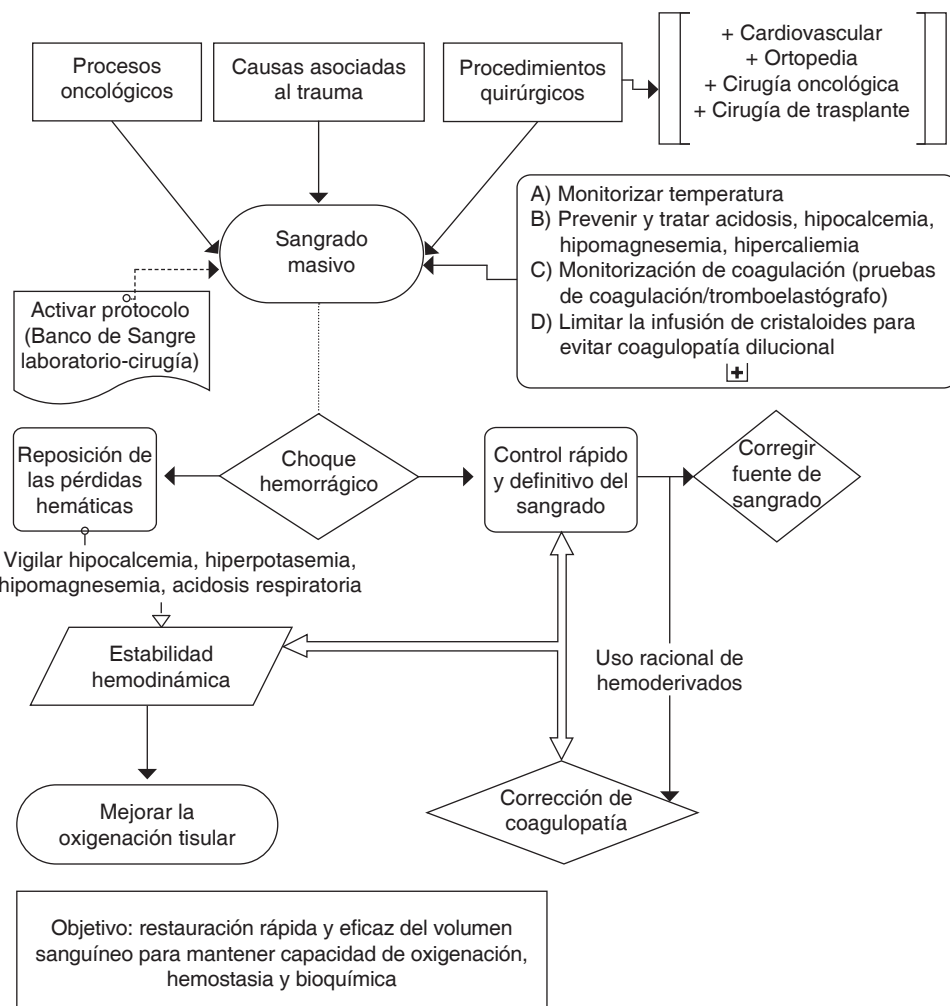 Procesos
oncológicos
Causas asociadas
al trauma
Procedimientos
quirúrgicos
+ Cardiovascular
+ Ortopedia
+ Cirugía oncológica
+ Cirugía de trasplante
Sangrado
masivo
A) Monitorizar temperatura
B) Prevenir y tratar acidosis, hipocalcemia,
hipomagnesemia, hipercaliemia
C) Monitorización de coagulación (pruebas
de coagulación/tromboelastógrafo)
D) Limitar la infusión de cristaloides para
evitar coagulopatía dilucional
+
Activar protocolo
(Banco de Sangre
laboratorio-cirugía)
Reposición de
las pérdidas
hemáticas
Choque
hemorrágico
Control rápido
y definitivo del
sangrado
Corregir
fuente de
sangrado
Vigilar hipocalcemia, hiperpotasemia,
hipomagnesemia, acidosis respiratoria
Estabilidad
hemodinámica
Uso racional de
hemoderivados
Mejorar la
oxigenación tisular
Corrección de
coagulopatía
Objetivo: restauración rápida y eficaz del volumen
sanguíneo para mantener capacidad de oxigenación,
hemostasia y bioquímica